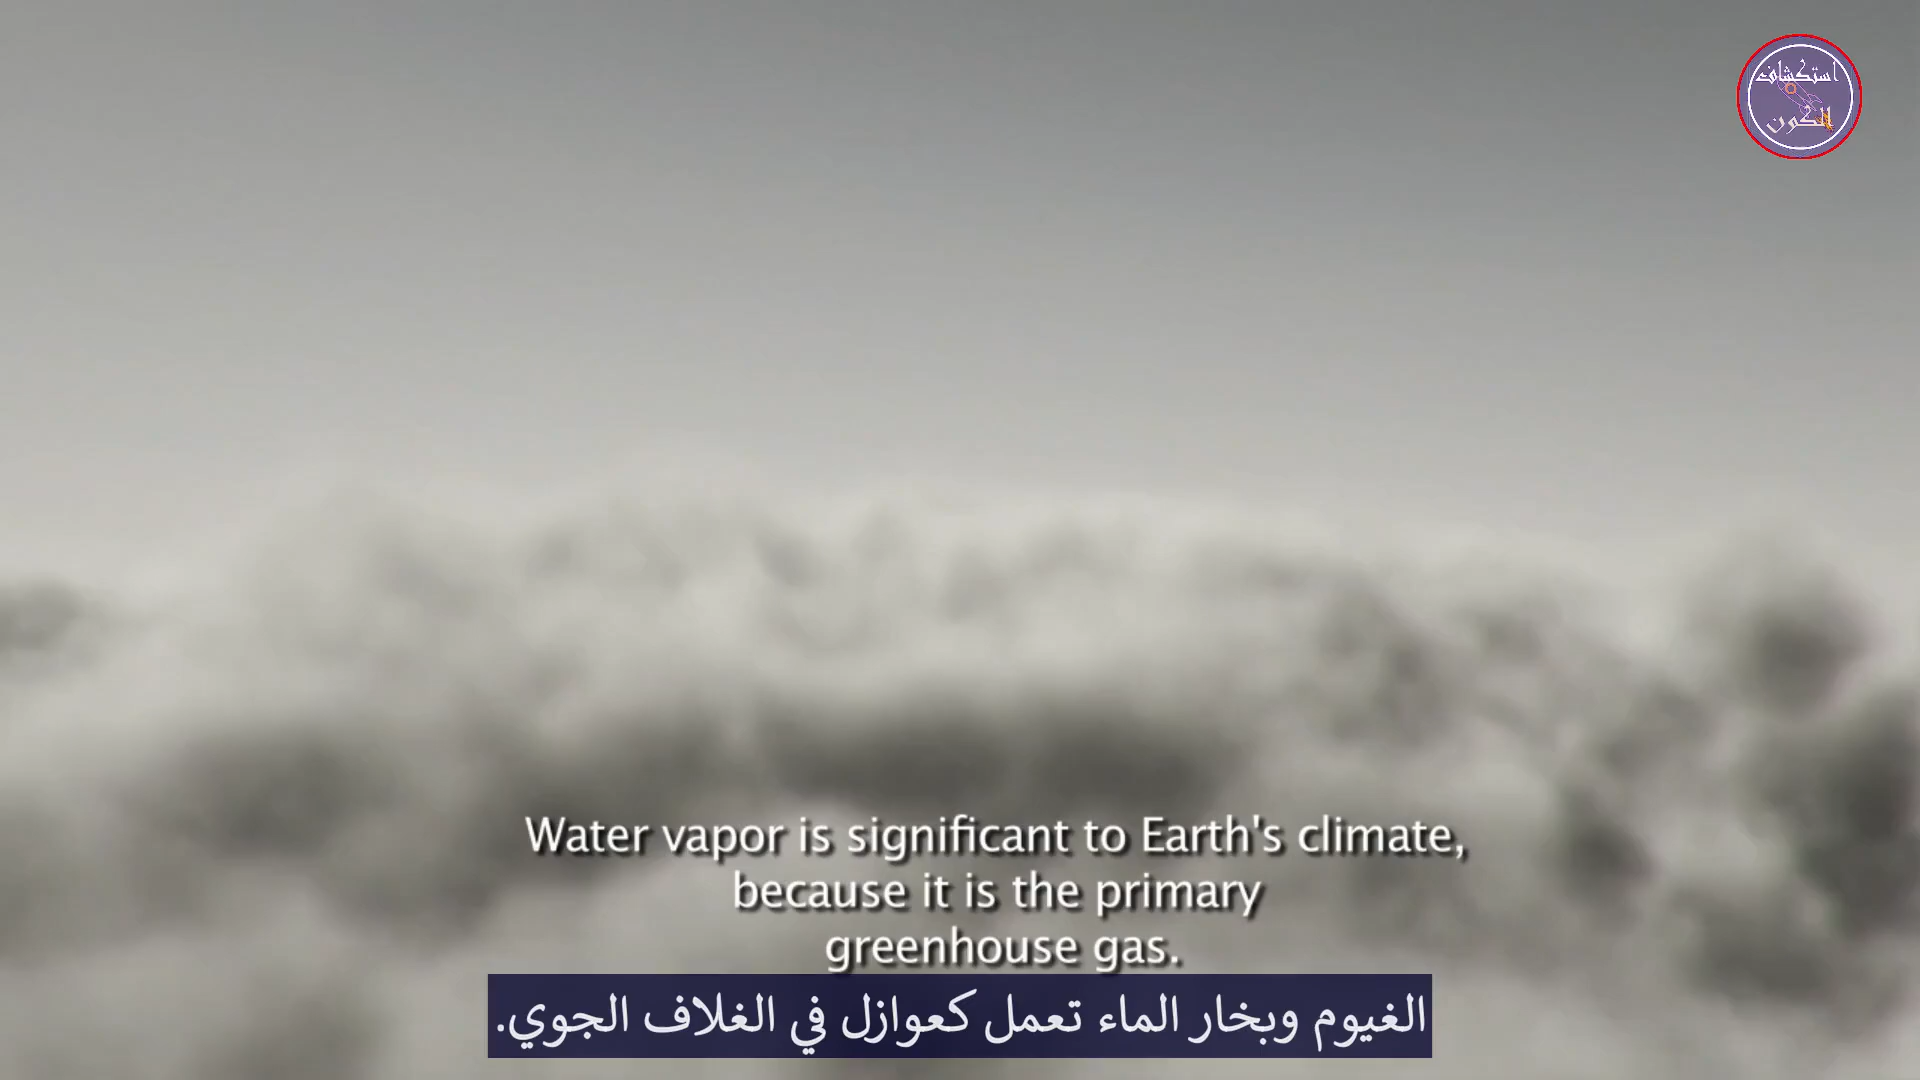 استكشاف
الكون
Water vapor is significant to Earth's climate,
because it is the primary
greenhouse gas.
الغيوم وبخار الماء تعمل كعوازل في الغلاف الجوي.